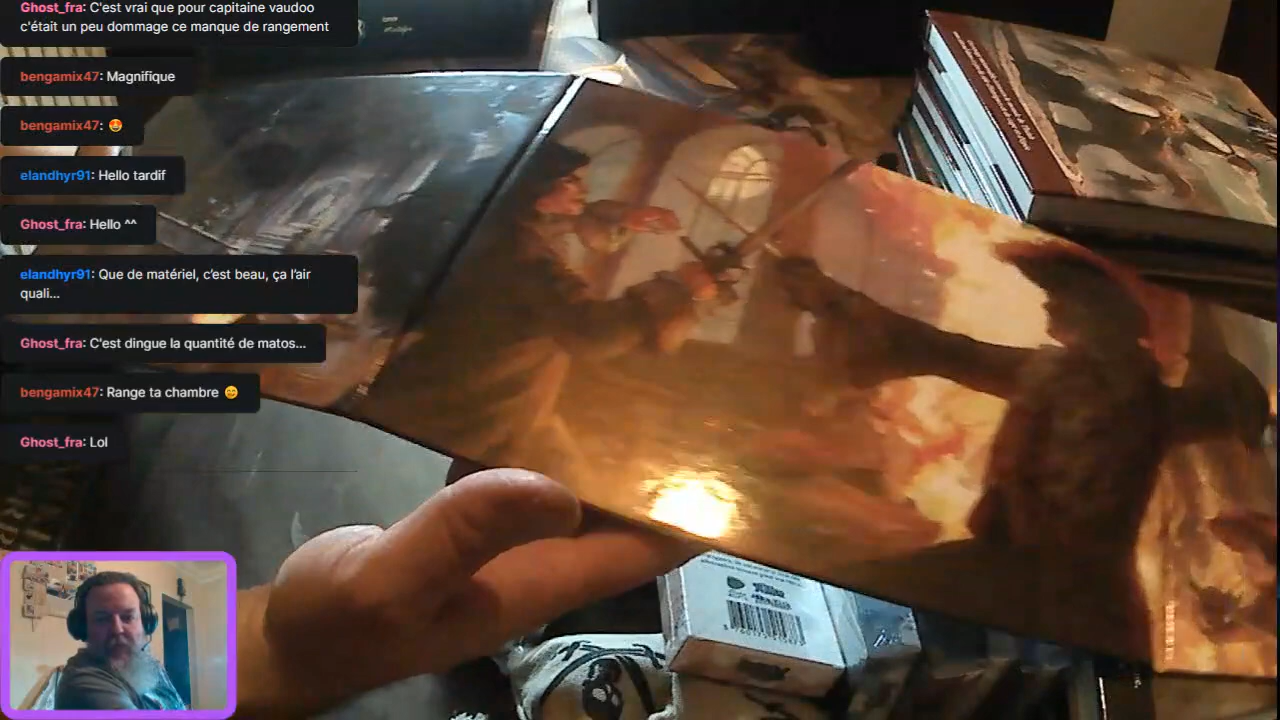 Ghost_fra: C'est vrai que pour capitaine vaudoo
c'était un peu dommage ce manque de rangement
bengamix47: Magnifique
bengamix47: 🤩
elandhyr91: Hello tardif
Ghost_fra: Hello ^^
elandhyr91: Que de matériel, c'est beau, ça l'air
quali...
Ghost_fra: C'est dingue la quantité de matos...
bengamix47: Range ta chambre 😊
Ghost_fra: Lol